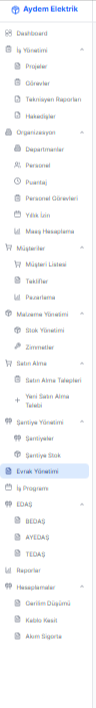 Aydem Elektrik
Dashboard
İş Yönetimi
Projeler
Görevler
Teknisyen Raporları
Hakedişler
Organizasyon
Departmanlar
Personel
Puantaj
Personel Görevleri
Yıllık İzin
Maaş Hesaplama
Müşteriler
Müşteri Listesi
Teklifler
Pazarlama
Malzeme Yönetimi
Stok Yönetimi
Zimmetler
Satın Alma
Satın Alma Talepleri
Yeni Satın Alma
Talebi
Şantiye Yönetimi
Şantiyeler
Şantiye Stok
Evrak Yönetimi
İş Programı
EDAŞ
BEDAŞ
AYEDAŞ
TEDAŞ
Raporlar
Hesaplamalar
Gerilim Düşümü
Kablo Kesit
Akım Sigorta